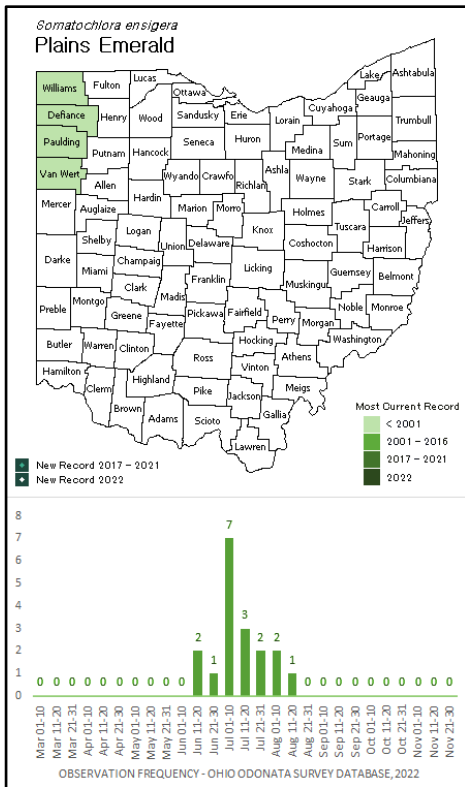 Somatochlora ensigera
Plains Emerald
Williams
Fulton
Lucas
Ottawa
Lake
Ashtabula
Geauga
Cuyahoga
Defiance
Henry
Wood
Sandusky
Erie
Lorain
Trumbull
Paulding
Putnam
Hancock
Seneca
Huron
Medina
Sum
Portage
Mahoning
Van Wert
Allen
Wyando
Crawfo
Richlan
Ashla
Wayne
Stark
Columbiana
Mercer
Auglaize
Hardin
Marion
Morro
Holmes
Carroll
Jeffers
Tuscara
Shelby
Logan
Union
Delaware
Knox
Coshocton
Harrison
Darke
Miami
Champaig
Licking
Guernsey
Belmont
Clark
Franklin
Muskingu
Preble
Montgo
Greene
Madis
Pickawa
Fairfield
Perry
Morgan
Noble
Monroe
Fayette
Washington
Butler
Warren
Clinton
Ross
Hocking
Athens
Hamilton
Clerm
Highland
Vinton
Meigs
Brown
Adams
Pike
Jackson
Scioto
Gallia
Lawren
Most Current Record
< 2001
2001 - 2016
2017 - 2021
2022
New Record 2017 - 2021
New Record 2022
8
7
6
5
4
3
2
1
0
0 0 0 0 0 0 0 0 0 0 2 1 7 3 2 2 1 0 0 0 0 0 0 0 0 0 0
Mar 01-10
Mar 11-20
Mar 21-31
Apr 01-10
Apr 11-20
Apr 21-30
May 01-10
May 11-20
May 21-31
Jun 01-10
Jun 11-20
Jun 21-30
Jul 01-10
Jul 11-20
Jul 21-31
Aug 01-10
Aug 11-20
Aug 21-31
Sep 01-10
Sep 11-20
Sep 21-30
Oct 01-10
Oct 11-20
Oct 21-31
Nov 01-10
Nov 11-20
Nov 21-30
OBSERVATION FREQUENCY - OHIO ODONATA SURVEY DATABASE, 2022